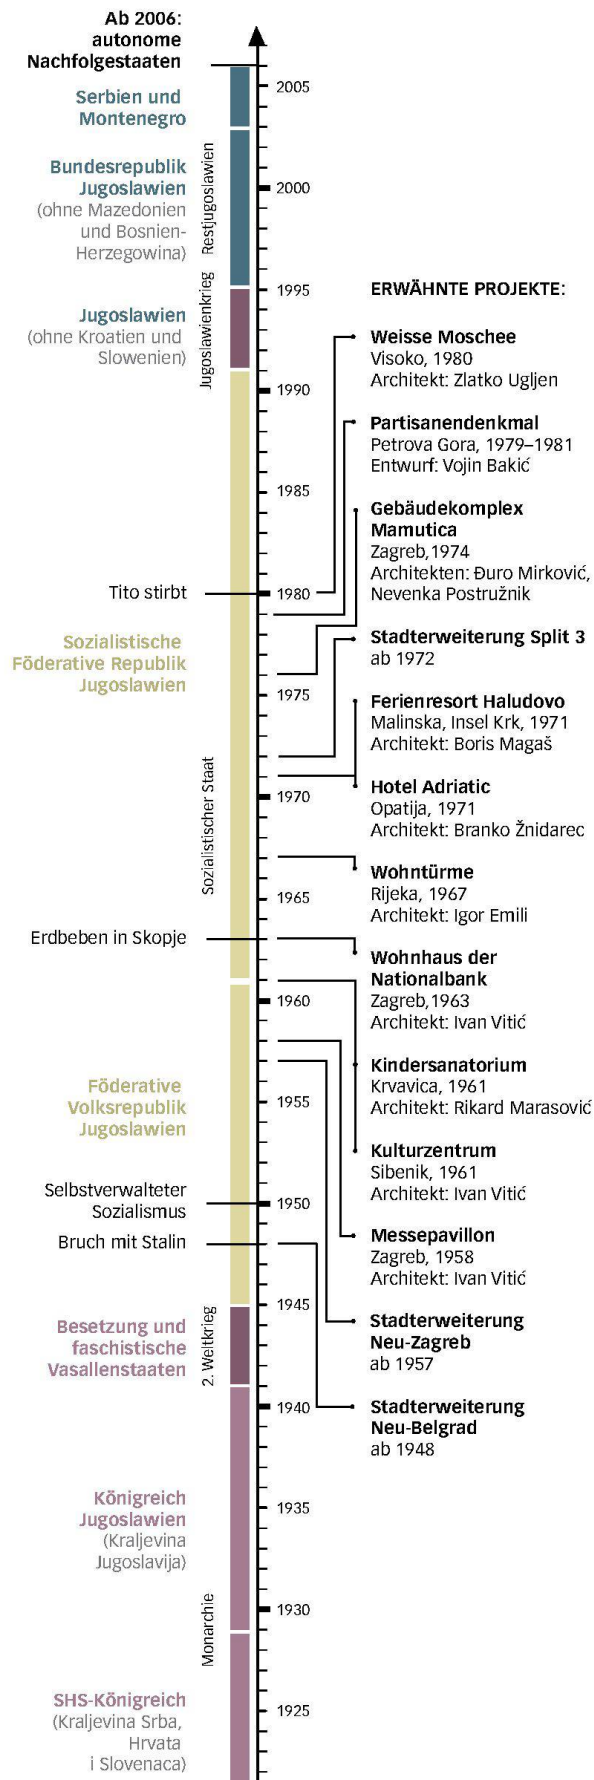 Ab 2006:
autonome
Nachfolgestaaten
Serbien und
Montenegro
Bundesrepublik
Jugoslawien
(ohne Mazedonien
und Bosnien-
Herzegowina)
Restjugoslawien
Jugoslawien
(ohne Kroatien und
Slowenien)
Jugoslawienkrieg
Tito stirbt
Sozialistische
Föderative Republik
Jugoslawien
Sozialistischer Staat
Erdbeben in Skopje
Föderative
Volksrepublik
Jugoslawien
Selbstverwalteter
Sozialismus
Bruch mit Stalin
Besetzung und
faschistische
Vasallenstaaten
2. Weltkrieg
Königreich
Jugoslawien
(Kraljevina
Jugoslavija)
Monarchie
SHS-Königreich
(Kraljevina Srba,
Hrvata
i Slovenaca)
2005
2000
1995
1990
1985
1980
1975
1970
1965
1960
1955
1950
1945
1940
1935
1930
1925
ERWÄHNTE PROJEKTE:
Weisse Moschee
Visoko, 1980
Architekt: Zlatko Ugljen
Partisanendenkmal
Petrova Gora, 1979–1981
Entwurf: Vojin Bakić
Gebäudekomplex
Mamutica
Zagreb,1974
Architekten: Đuro Mirković,
Nevenka Postružnik
Stadterweiterung Split 3
ab 1972
Ferienresort Haludovo
Malinska, Insel Krk, 1971
Architekt: Boris Magaš
Hotel Adriatic
Opatija, 1971
Architekt: Branko Žnidarec
Wohntürme
Rijeka, 1967
Architekt: Igor Emili
Wohnhaus der
Nationalbank
Zagreb,1963
Architekt: Ivan Vitić
Kindersanatorium
Krvavica, 1961
Architekt: Rikard Marasović
Kulturzentrum
Sibenik, 1961
Architekt: Ivan Vitić
Messepavillon
Zagreb, 1958
Architekt: Ivan Vitić
Stadterweiterung
Neu-Zagreb
ab 1957
Stadterweiterung
Neu-Belgrad
ab 1948